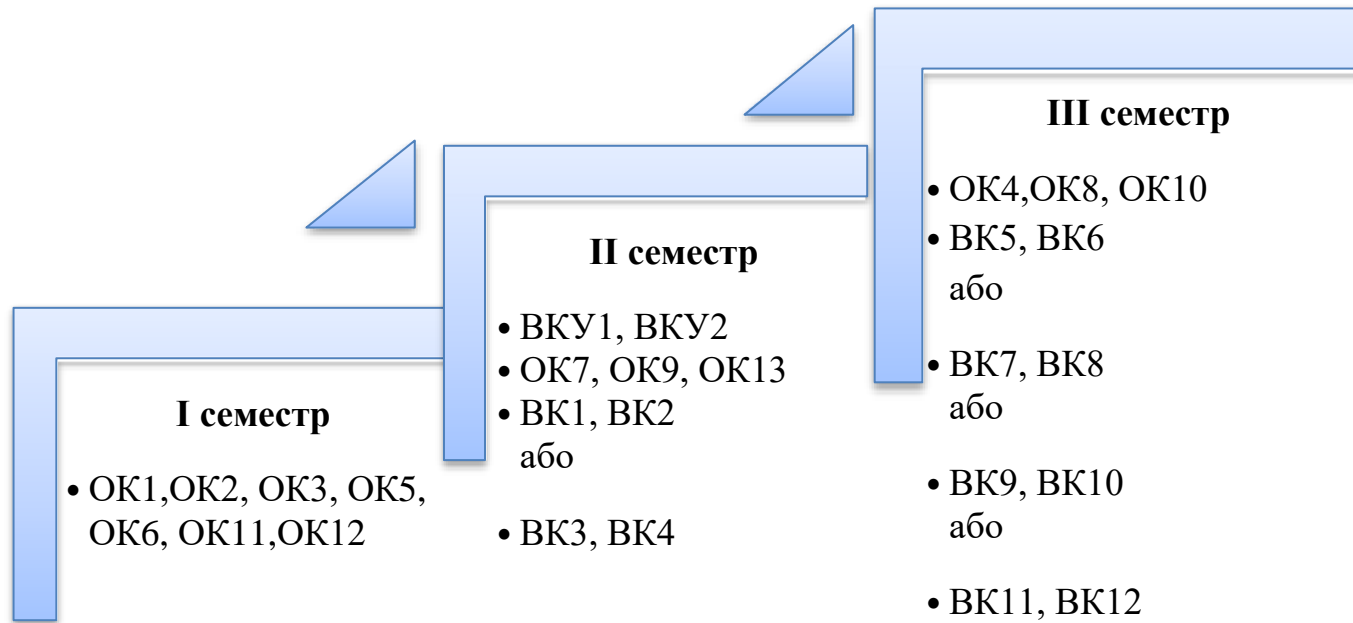 I семестр
• ОК1,ОК2, ОК3, ОК5,
ОК6, ОК11,ОК12
II семестр
• ВКУ1, ВКУ2
• ОК7, ОК9, ОК13
• ВК1, ВК2
або
• ВК3, ВК4
III семестр
• ОК4,ОК8, ОК10
• ВК5, ВК6
або
• ВК7, ВК8
або
• ВК9, ВК10
або
• ВК11, ВК12